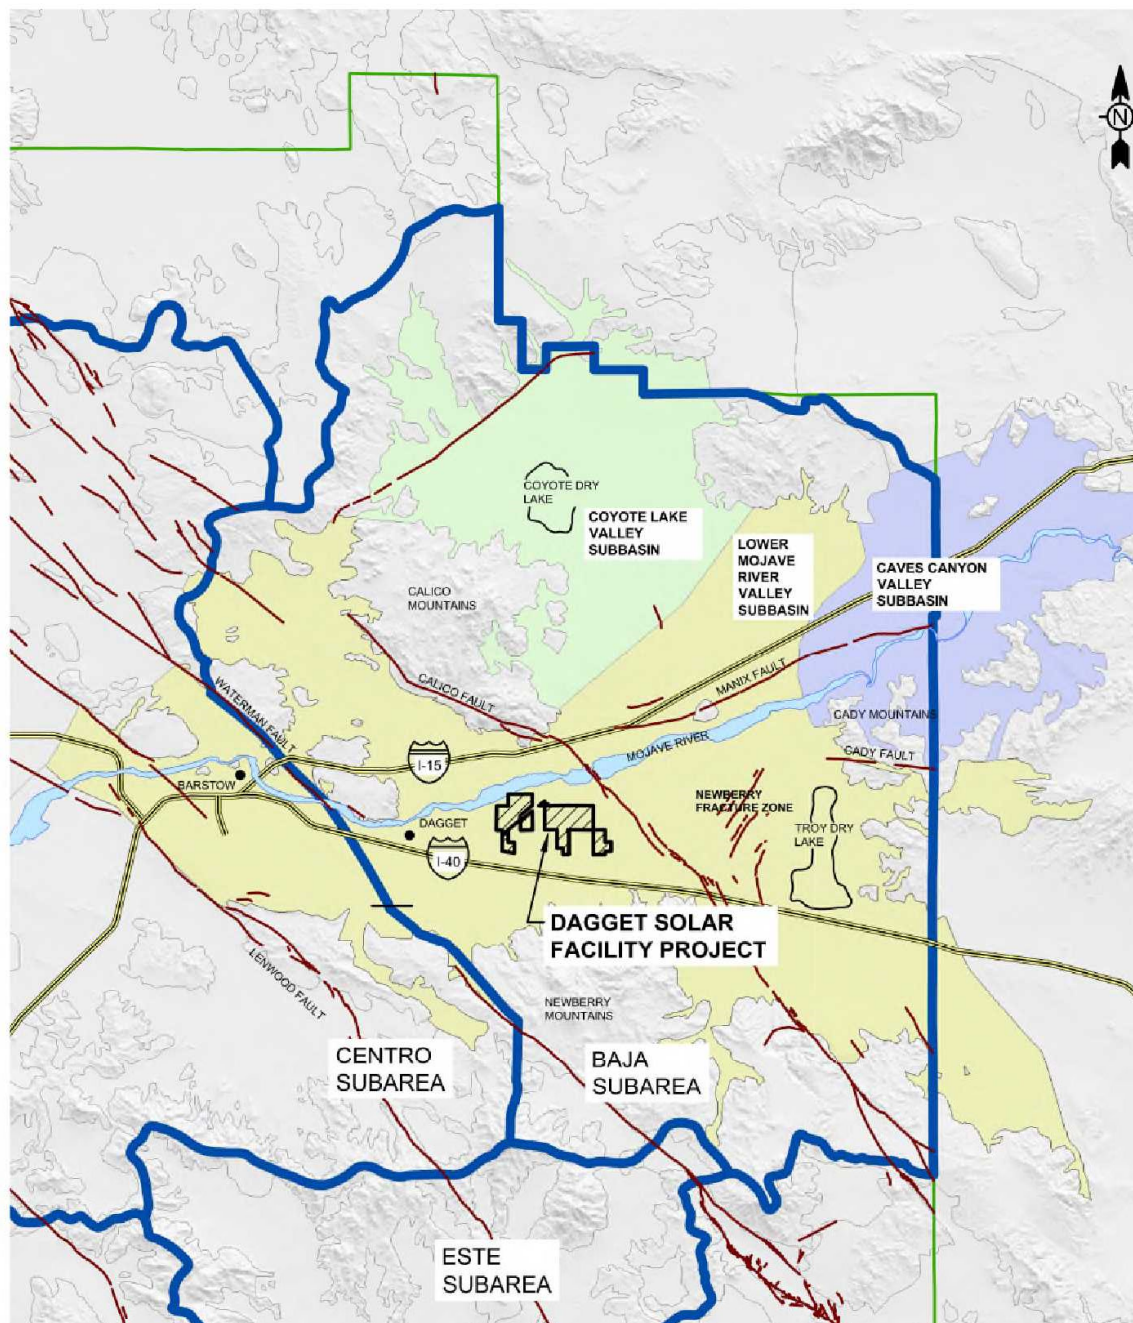 N
COYOTE DRY
LAKE
COYOTE LAKE
VALLEY
SUBBASIN
LOWER
MOJAVE
RIVER
VALLEY
SUBBASIN
CAVES CANYON
VALLEY
SUBBASIN
CALICO
MOUNTAINS
CALICO FAULT
WATERMAN FAULT
MANIX FAULT
CADY MOUNTAINS
MOJAVE RIVER
CADY FAULT
I-15
BARSTOW
NEWBERRY
FRACTURE ZONE
DAGGET
TROY DRY
LAKE
I-40
DAGGET SOLAR
FACILITY PROJECT
LENWOOD FAULT
NEWBERRY
MOUNTAINS
CENTRO
SUBAREA
BAJA
SUBAREA
ESTE
SUBAREA